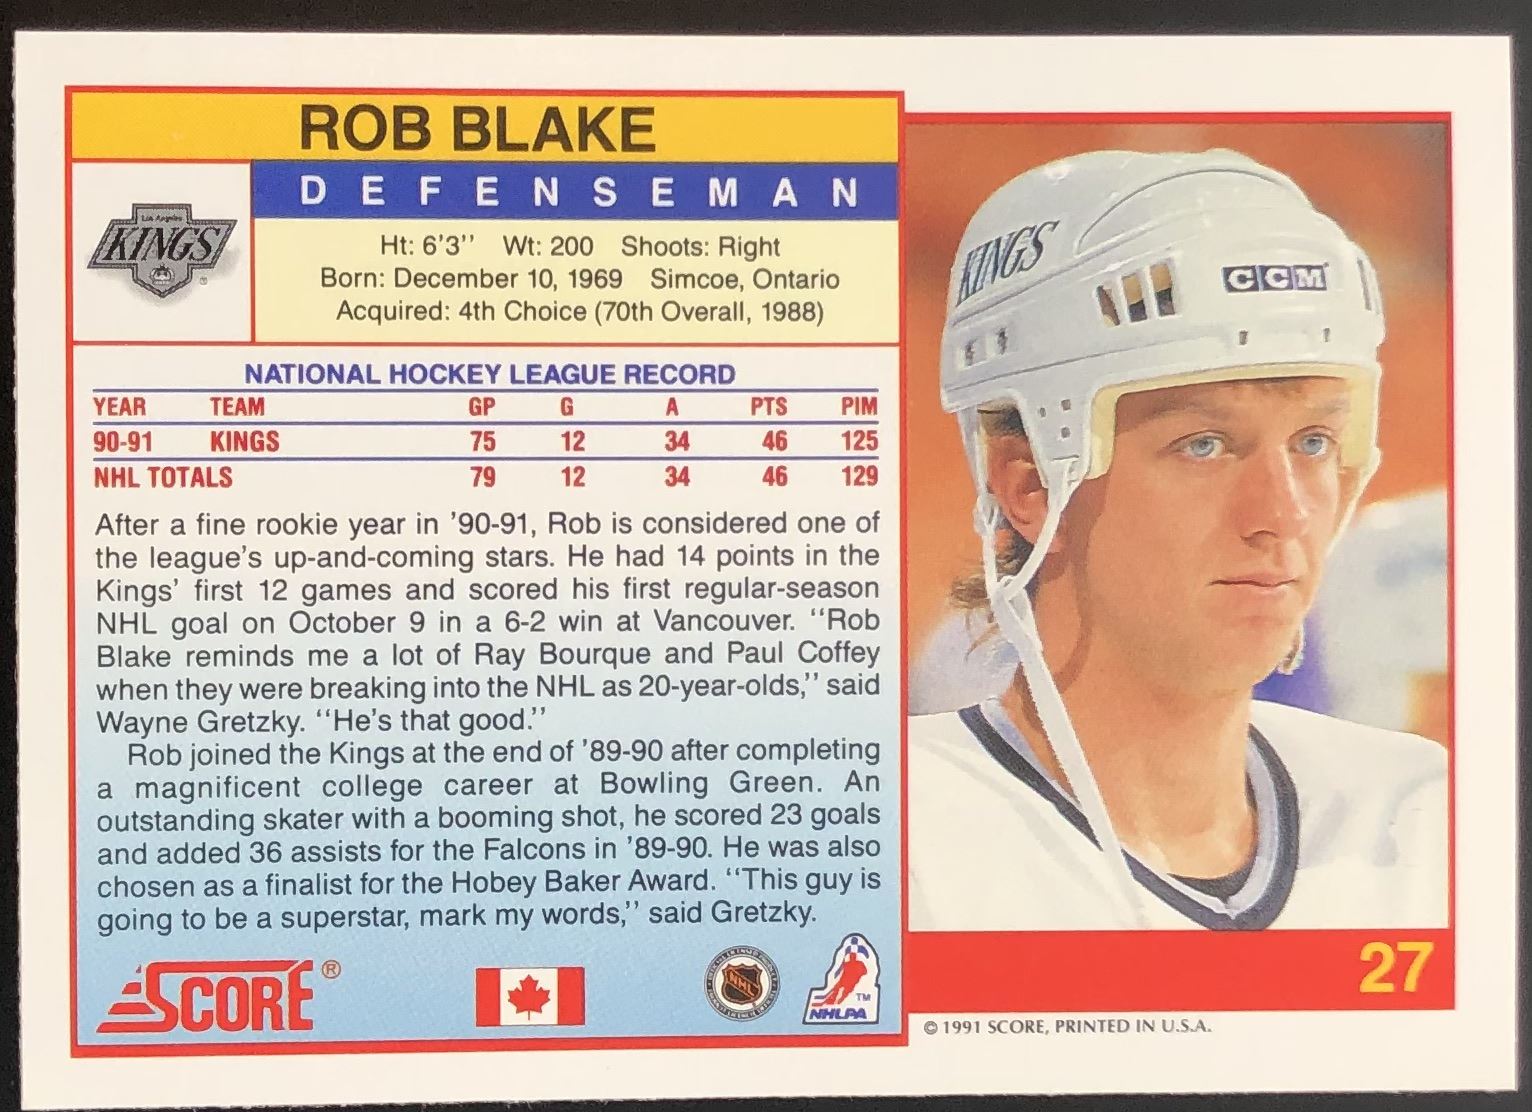 ROB BLAKE
DEFENSEMAN
Los Angeles
KINGS
®
Ht: 6'3'' Wt: 200 Shoots: Right
Born: December 10, 1969 Simcoe, Ontario
Acquired: 4th Choice (70th Overall, 1988)
NATIONAL HOCKEY LEAGUE RECORD
YEAR TEAM GP G A PTS PIM
90-91 KINGS 75 12 34 46 125
NHL TOTALS 79 12 34 46 129
After a fine rookie year in '90-91, Rob is considered one of
the league's up-and-coming stars. He had 14 points in the
Kings' first 12 games and scored his first regular-season
NHL goal on October 9 in a 6-2 win at Vancouver. ''Rob
Blake reminds me a lot of Ray Bourque and Paul Coffey
when they were breaking into the NHL as 20-year-olds,'' said
Wayne Gretzky. ''He's that good.''
Rob joined the Kings at the end of '89-90 after completing
a magnificent college career at Bowling Green. An
outstanding skater with a booming shot, he scored 23 goals
and added 36 assists for the Falcons in '89-90. He was also
chosen as a finalist for the Hobey Baker Award. ''This guy is
going to be a superstar, mark my words,'' said Gretzky.
SCORE®
NHL
TM
NHLPA
KINGS
CCM
27
© 1991 SCORE, PRINTED IN U.S.A.